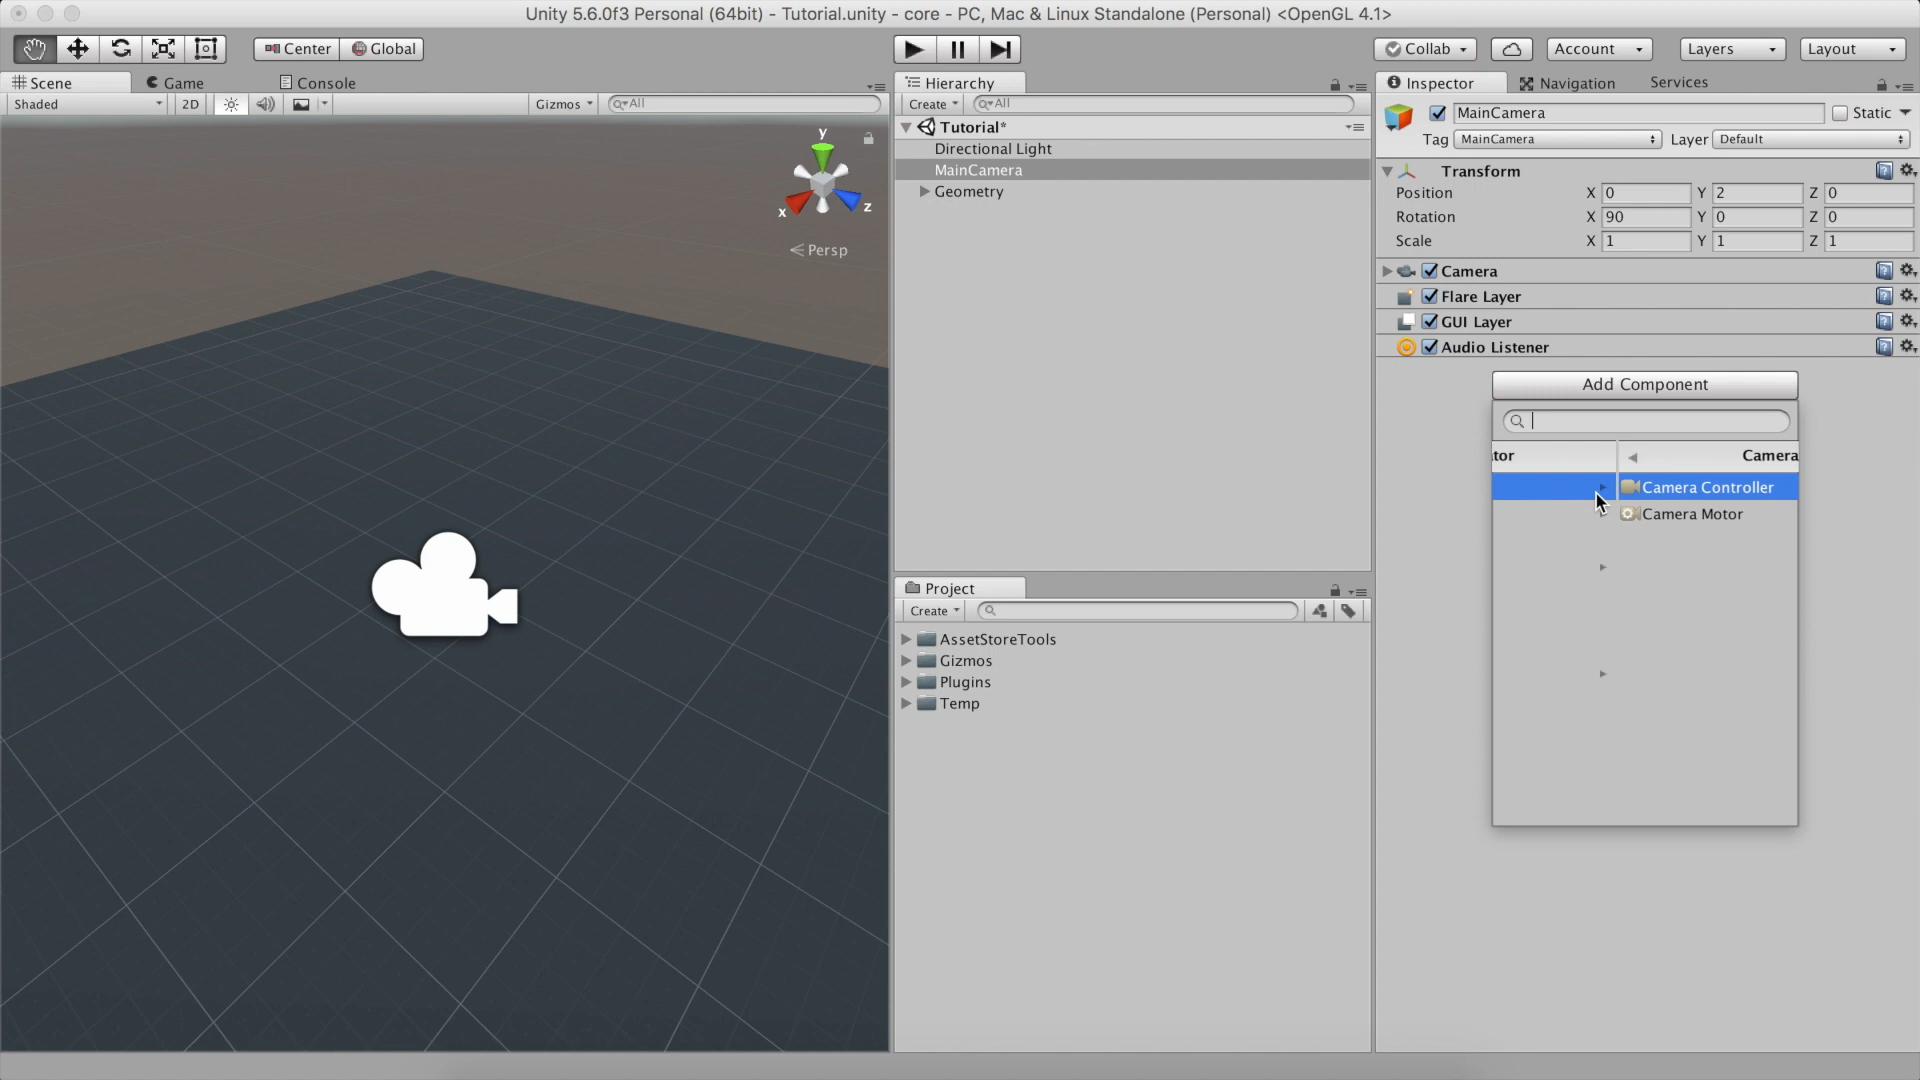 Unity 5.6.0f3 Personal (64bit) - Tutorial.unity - core - PC, Mac & Linux Standalone (Personal) <OpenGL 4.1>
Center Global
Collab Account Layers Layout
Scene Game Console
Shaded 2D Gizmos All
y
x z
Persp
Hierarchy
Create All
Tutorial*
Directional Light
MainCamera
Geometry
Project
Create
AssetStoreTools
Gizmos
Plugins
Temp
Inspector Navigation Services
MainCamera Static
Tag MainCamera Layer Default
Transform
Position X 0 Y 2 Z 0
Rotation X 90 Y 0 Z 0
Scale X 1 Y 1 Z 1
Camera
Flare Layer
GUI Layer
Audio Listener
Add Component
tor Camera
Camera Controller
Camera Motor